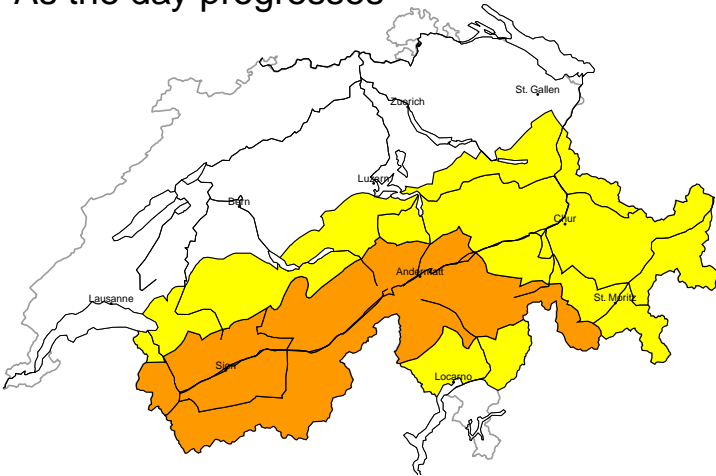 As the day progresses
St. Gallen
Zuerich
Luzern
Bern
Chur
Andermatt
Lausanne
St. Moritz
Sion
Locarno